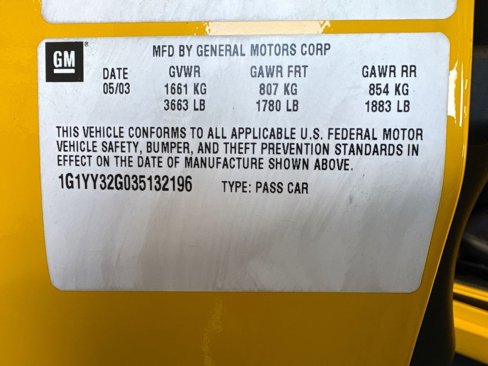 GM
MFD BY GENERAL MOTORS CORP
DATE GVWR GAWR FRT GAWR RR
05/03 1661 KG 807 KG 854 KG
3663 LB 1780 LB 1883 LB
THIS VEHICLE CONFORMS TO ALL APPLICABLE U.S. FEDERAL MOTOR
VEHICLE SAFETY, BUMPER, AND THEFT PREVENTION STANDARDS IN
EFFECT ON THE DATE OF MANUFACTURE SHOWN ABOVE.
1G1YY32G035132196 TYPE: PASS CAR